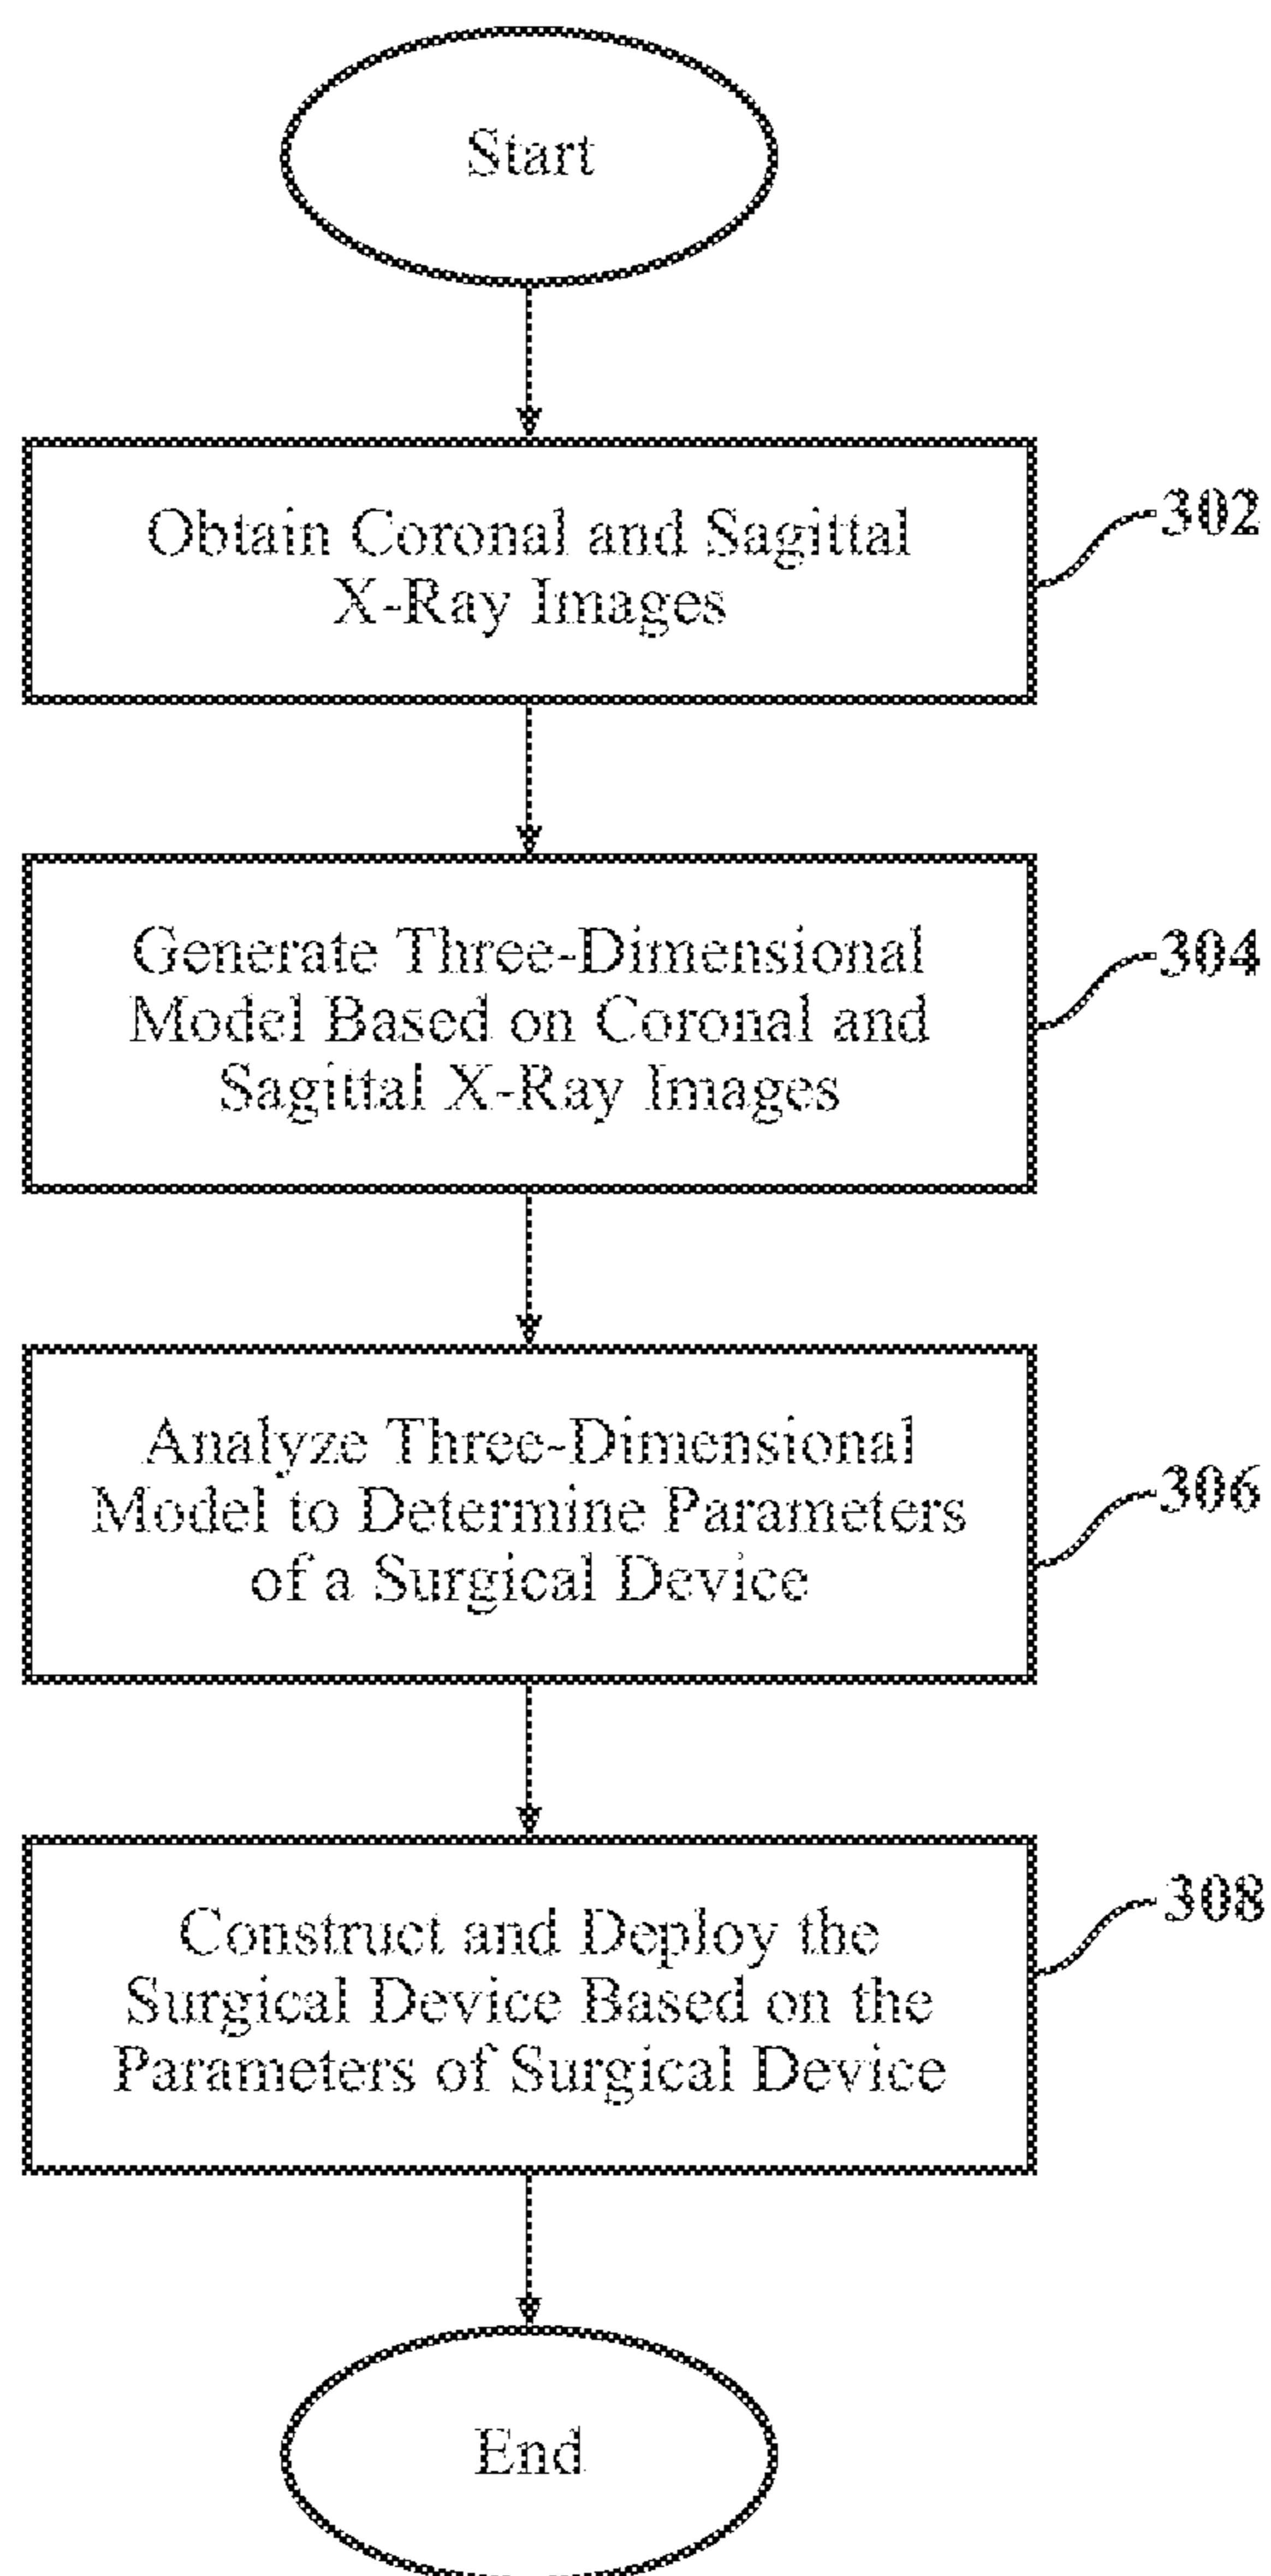 Start
Obtain Coronal and Sagittal
X-Ray Images
302
Generate Three-Dimensional
Model Based on Coronal and
Sagittal X-Ray Images
304
Analyze Three-Dimensional
Model to Determine Parameters
of a Surgical Device
306
Construct and Deploy the
Surgical Device Based on the
Parameters of Surgical Device
308
End